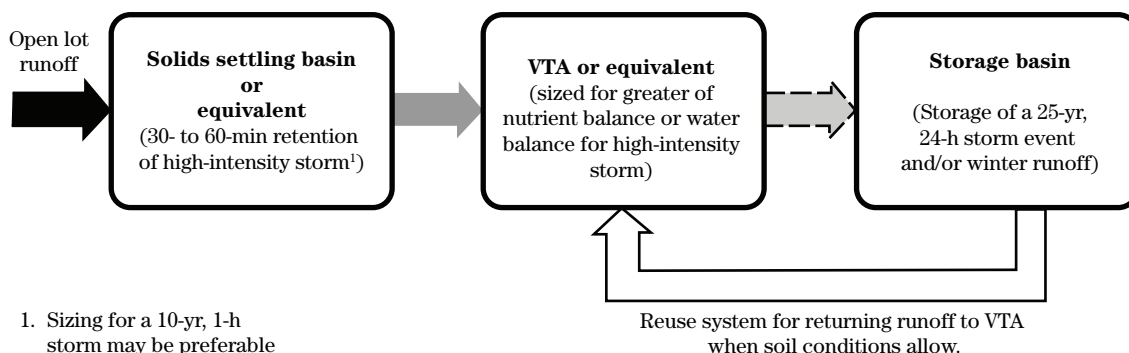 Open lot
runoff
Solids settling basin
or
equivalent
(30- to 60-min retention
of high-intensity storm¹)
VTA or equivalent
(sized for greater of
nutrient balance or water
balance for high-intensity
storm)
Storage basin
(Storage of a 25-yr,
24-h storm event
and/or winter runoff)
1. Sizing for a 10-yr, 1-h
storm may be preferable
Reuse system for returning runoff to VTA
when soil conditions allow.